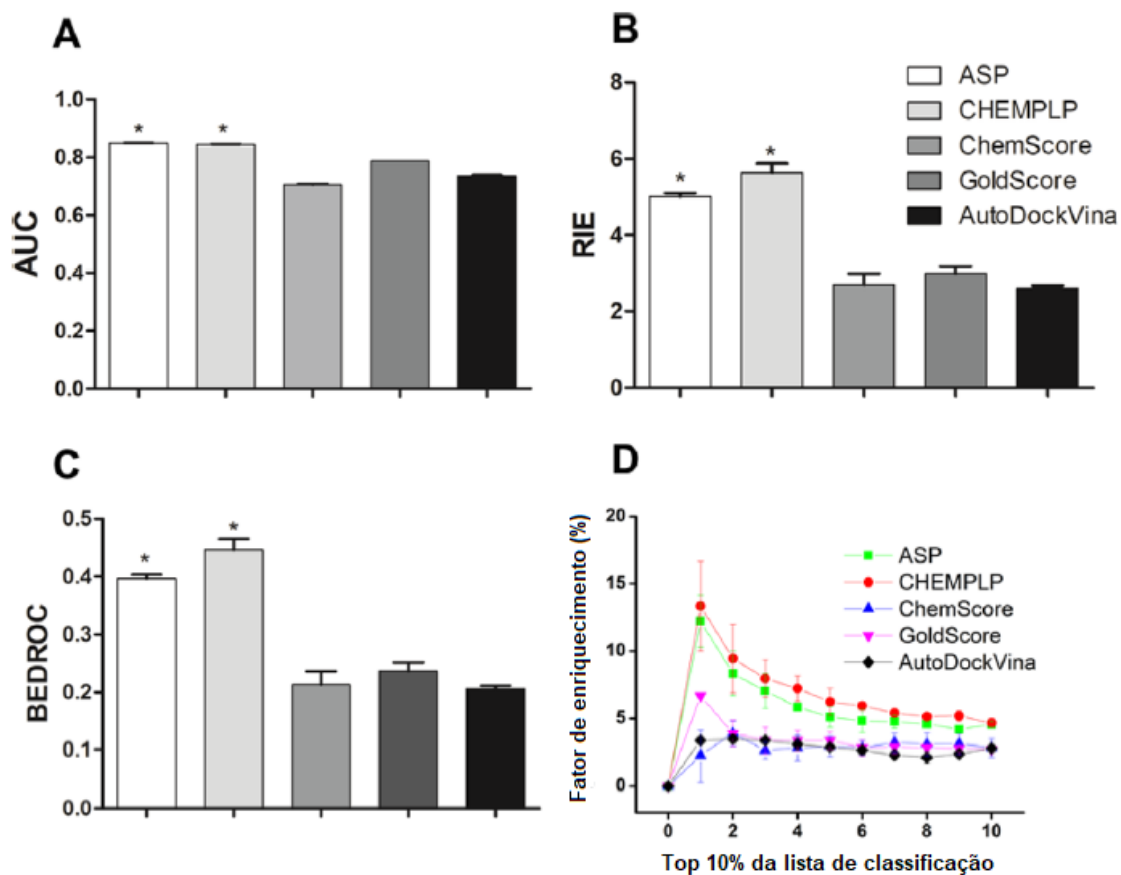 A
AUC
1.0
0.8
0.6
0.4
0.2
0.0
* *
B
RIE
8
6
4
2
0
* *
ASP
CHEMPLP
ChemScore
GoldScore
AutoDockVina
C
BEDROC
0.5
0.4
0.3
0.2
0.1
0.0
* *
D
Fator de enriquecimento (%)
20
15
10
5
0
ASP
CHEMPLP
ChemScore
GoldScore
AutoDockVina
0 2 4 6 8 10
Top 10% da lista de classificação